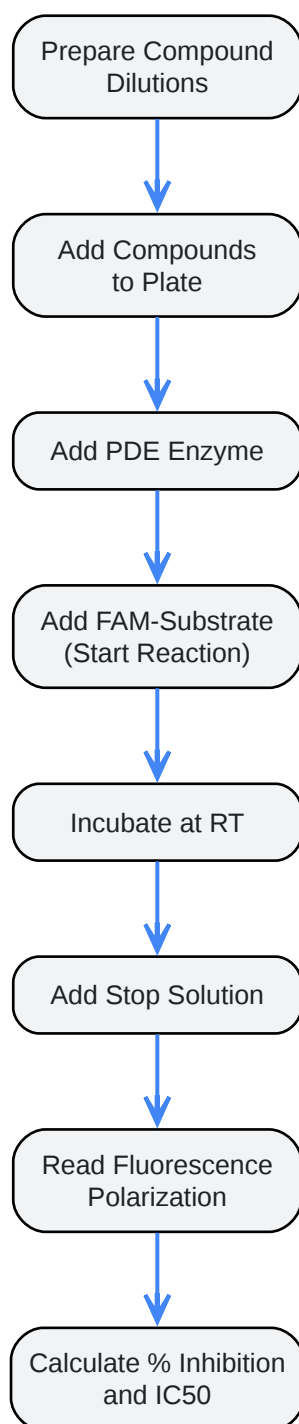 Prepare Compound
Dilutions
Add Compounds
to Plate
Add PDE Enzyme
Add FAM-Substrate
(Start Reaction)
Incubate at RT
Add Stop Solution
Read Fluorescence
Polarization
Calculate % Inhibition
and IC50